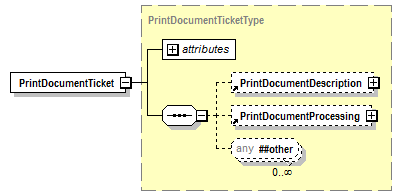 PrintDocumentTicketType
attributes
PrintDocumentTicket
PrintDocumentDescription
PrintDocumentProcessing
any ##other
0..∞